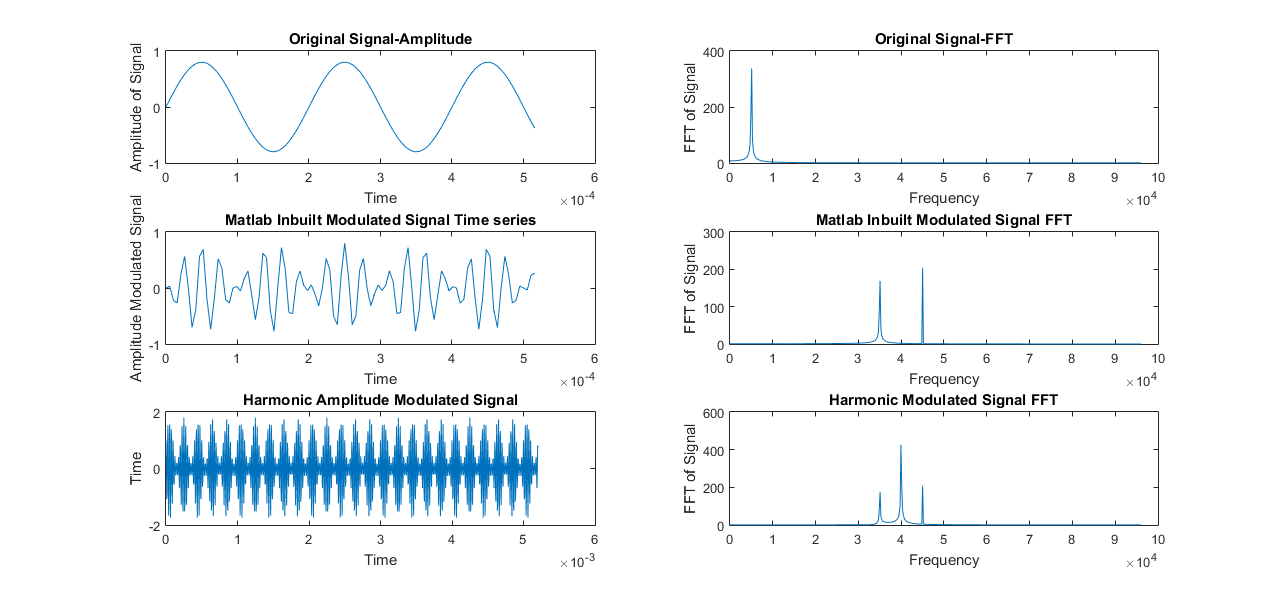 Original Signal-Amplitude
Amplitude of Signal
1
0
-1
0 1 2 3 4 5 6
Time
×10-4
Original Signal-FFT
FFT of Signal
400
200
0
0 1 2 3 4 5 6 7 8 9 10
Frequency
×104
Matlab Inbuilt Modulated Signal Time series
Amplitude Modulated Signal
1
0
-1
0 1 2 3 4 5 6
Time
×10-4
Matlab Inbuilt Modulated Signal FFT
FFT of Signal
300
200
100
0
0 1 2 3 4 5 6 7 8 9 10
Frequency
×104
Harmonic Amplitude Modulated Signal
Time
2
0
-2
0 1 2 3 4 5 6
Time
×10-3
Harmonic Modulated Signal FFT
FFT of Signal
600
400
200
0
0 1 2 3 4 5 6 7 8 9 10
Frequency
×104